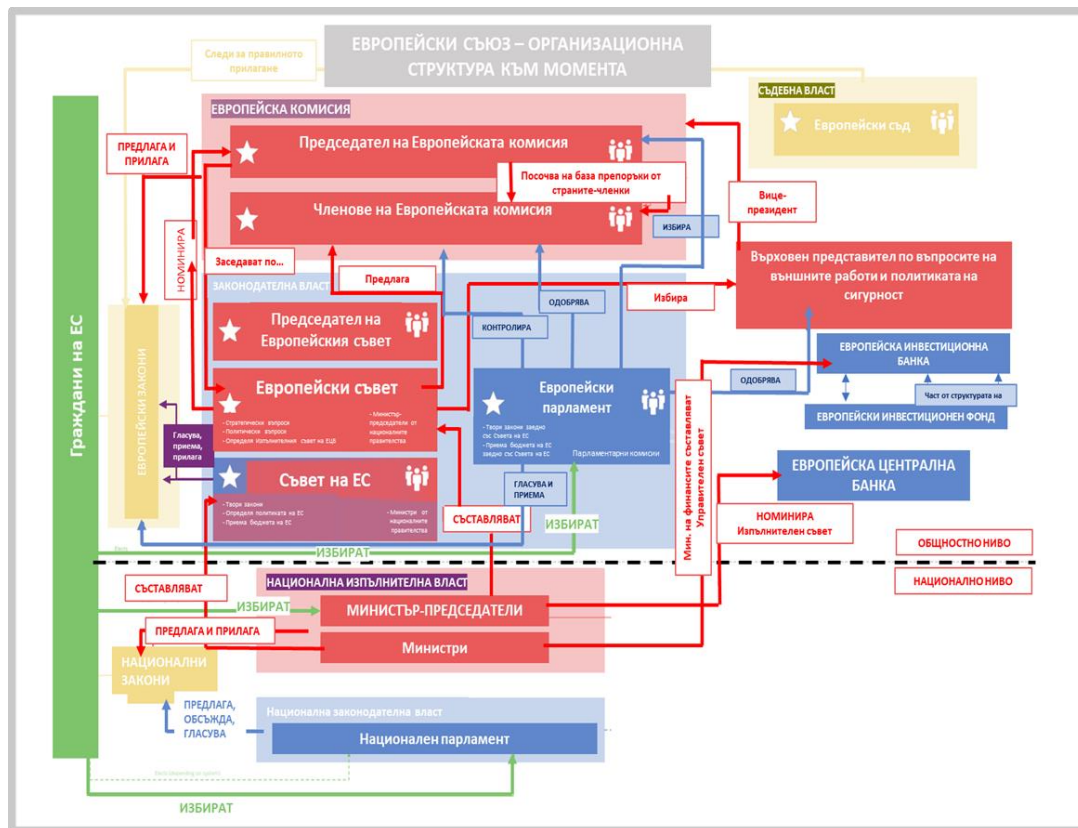 ЕВРОПЕЙСКИ СЪЮЗ – ОРГАНИЗАЦИОННА
СТРУКТУРА КЪМ МОМЕНТА
Следи за правилното
прилагане
СЪДЕБНА ВЛАСТ
Европейски съд
ЕВРОПЕЙСКА КОМИСИЯ
Председател на Европейската комисия
ПРЕДЛАГА И
ПРИЛАГА
Посочва на база препоръки от
страните-членки
Членове на Европейската комисия
Вице-
президент
ИЗБИРА
НОМИНИРА
Заседават по...
Предлага
Върховен представител по въпросите на
външните работи и политиката на
сигурност
Избира
ЗАКОНОДАТЕЛНА ВЛАСТ
ОДОБРЯВА
КОНТРОЛИРА
Председател на
Европейския съвет
Граждани на ЕС
ЕВРОПЕЙСКИ ЗАКОНИ
ЕВРОПЕЙСКА ИНВЕСТИЦИОННА
БАНКА
Европейски съвет
- Стратегически въпроси
- Политически въпроси
- Определя Изпълнителния съвет на ЕЦБ
- Министър-
председатели от
националните
правителства
Европейски
парламент
- Твори закони заедно
със Съвета на ЕС
- Приема бюджета на ЕС
заедно със Съвета на ЕС
Парламентарни комисии
ОДОБРЯВА
Част от структурата на
ЕВРОПЕЙСКИ ИНВЕСТИЦИОНЕН ФОНД
Гласува,
приема,
прилага
Съвет на ЕС
- Твори закони
- Определя политиката на ЕС
- Приема бюджета на ЕС
- Министри от
националните
правителства
ГЛАСУВА И
ПРИЕМА
ЕВРОПЕЙСКА ЦЕНТРАЛНА
БАНКА
Мин. на финансите съставляват
Управителен съвет
СЪСТАВЛЯВАТ
ИЗБИРАТ
НОМИНИРА
Изпълнителен съвет
ИЗБИРАТ
ОБЩНОСТНО НИВО
СЪСТАВЛЯВАТ
НАЦИОНАЛНА ИЗПЪЛНИТЕЛНА ВЛАСТ
НАЦИОНАЛНО НИВО
ИЗБИРАТ
МИНИСТЪР-ПРЕДСЕДАТЕЛИ
ПРЕДЛАГА И ПРИЛАГА
Министри
НАЦИОНАЛНИ
ЗАКОНИ
ПРЕДЛАГА,
ОБСЪЖДА,
ГЛАСУВА
Национална законодателна власт
Национален парламент
ИЗБИРАТ